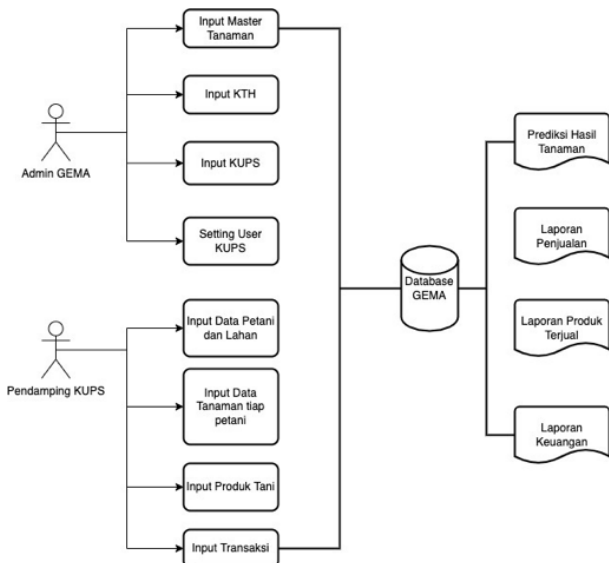 Input Master
Tanaman
Input KTH
Input KUPS
Setting User
KUPS
Admin GEMA
Input Data Petani
dan Lahan
Input Data
Tanaman tiap
petani
Input Produk Tani
Input Transaksi
Pendamping KUPS
Database
GEMA
Prediksi Hasil
Tanaman
Laporan
Penjualan
Laporan Produk
Terjual
Laporan
Keuangan